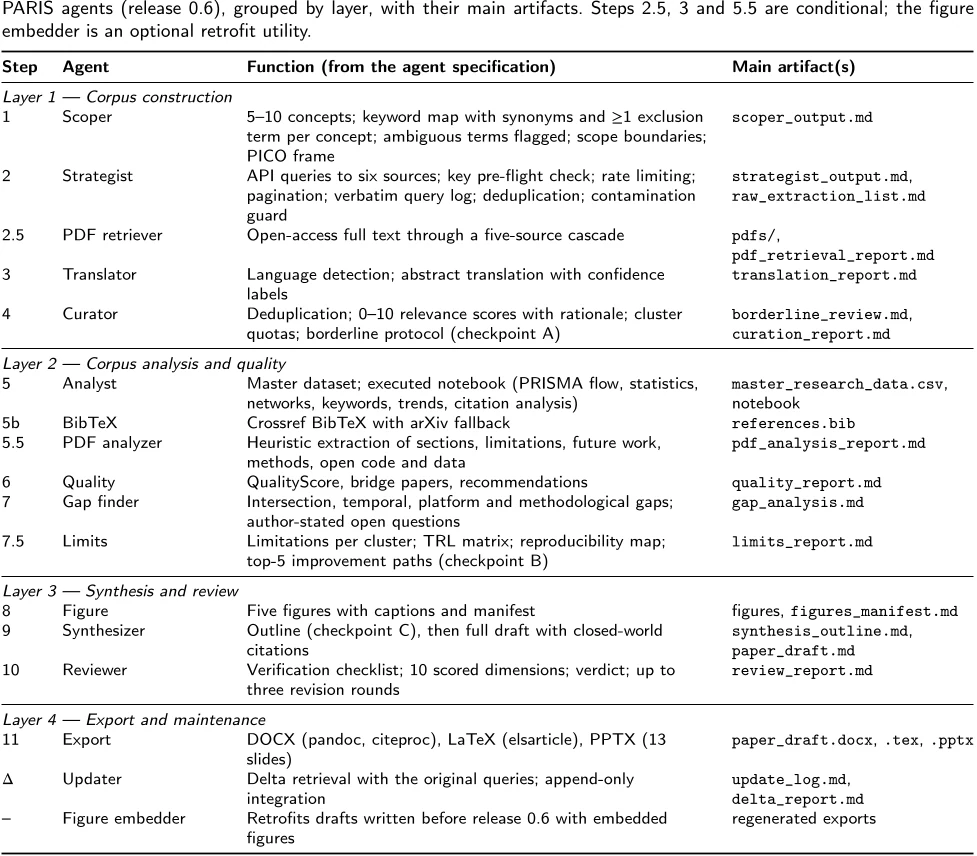 PARIS agents (release 0.6), grouped by layer, with their main artifacts. Steps 2.5, 3 and 5.5 are conditional; the figure
embedder is an optional retrofit utility.
Step Agent Function (from the agent specification) Main artifact(s)
Layer 1 — Corpus construction
1 Scoper 5–10 concepts; keyword map with synonyms and ≥1 exclusion scoper_output.md
term per concept; ambiguous terms flagged; scope boundaries;
PICO frame
2 Strategist API queries to six sources; key pre-flight check; rate limiting; strategist_output.md,
pagination; verbatim query log; deduplication; contamination raw_extraction_list.md
guard
2.5 PDF retriever Open-access full text through a five-source cascade pdfs/,
pdf_retrieval_report.md
3 Translator Language detection; abstract translation with confidence translation_report.md
labels
4 Curator Deduplication; 0–10 relevance scores with rationale; cluster borderline_review.md,
quotas; borderline protocol (checkpoint A) curation_report.md
Layer 2 — Corpus analysis and quality
5 Analyst Master dataset; executed notebook (PRISMA flow, statistics, master_research_data.csv,
networks, keywords, trends, citation analysis) notebook
5b BibTeX Crossref BibTeX with arXiv fallback references.bib
5.5 PDF analyzer Heuristic extraction of sections, limitations, future work, pdf_analysis_report.md
methods, open code and data
6 Quality QualityScore, bridge papers, recommendations quality_report.md
7 Gap finder Intersection, temporal, platform and methodological gaps; gap_analysis.md
author-stated open questions
7.5 Limits Limitations per cluster; TRL matrix; reproducibility map; limits_report.md
top-5 improvement paths (checkpoint B)
Layer 3 — Synthesis and review
8 Figure Five figures with captions and manifest figures, figures_manifest.md
9 Synthesizer Outline (checkpoint C), then full draft with closed-world synthesis_outline.md,
citations paper_draft.md
10 Reviewer Verification checklist; 10 scored dimensions; verdict; up to review_report.md
three revision rounds
Layer 4 — Export and maintenance
11 Export DOCX (pandoc, citeproc), LaTeX (elsarticle), PPTX (13 paper_draft.docx, .tex, .pptx
slides)
Δ Updater Delta retrieval with the original queries; append-only update_log.md,
integration delta_report.md
– Figure embedder Retrofits drafts written before release 0.6 with embedded regenerated exports
figures